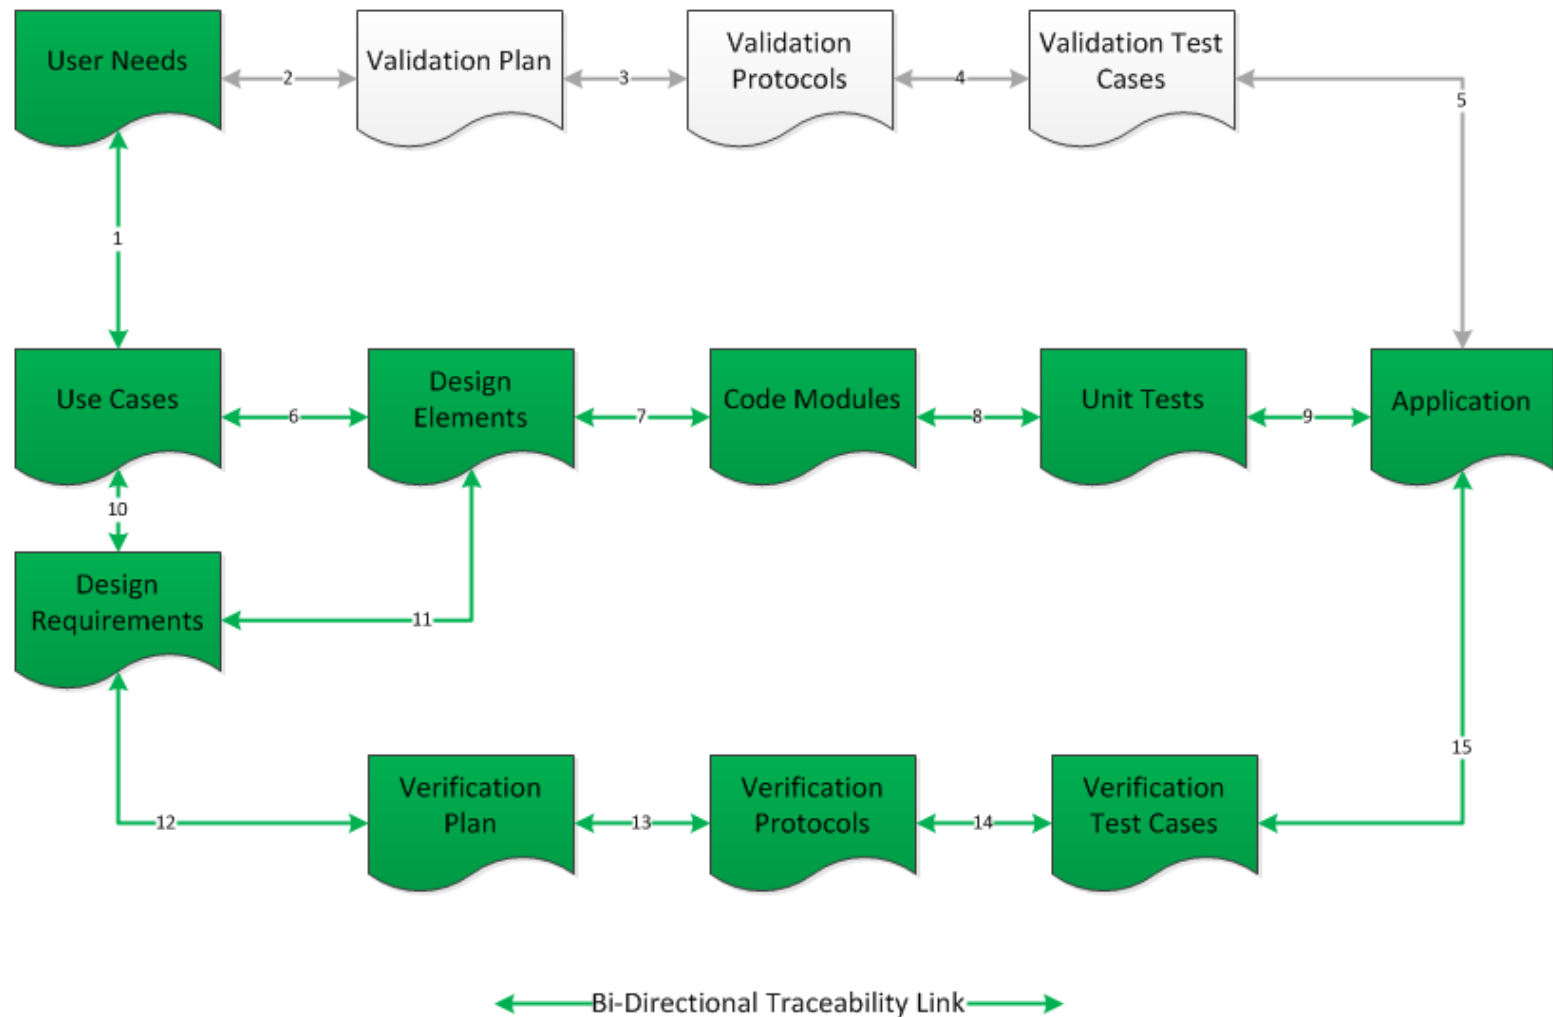 User Needs
2
Validation Plan
3
Validation
Protocols
4
Validation Test
Cases
5
1
Use Cases
6
Design
Elements
7
Code Modules
8
Unit Tests
9
Application
10
Design
Requirements
11
12
Verification
Plan
13
Verification
Protocols
14
Verification
Test Cases
15
Bi-Directional Traceability Link